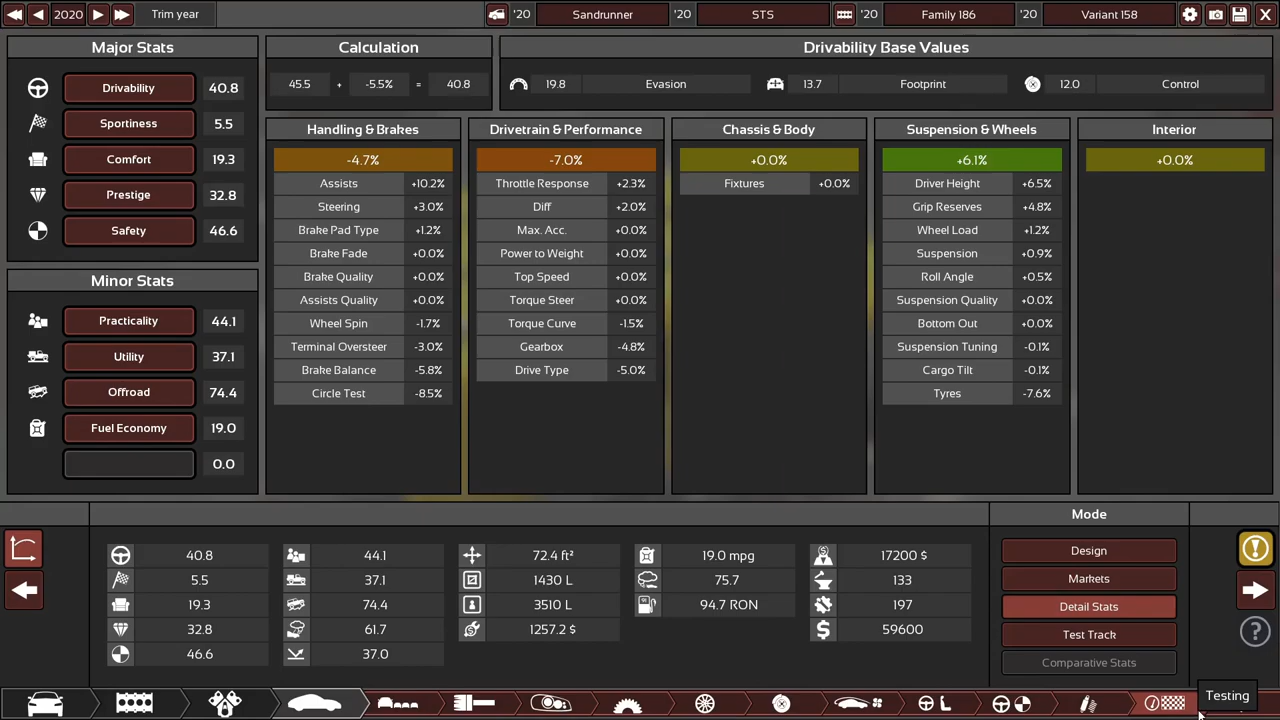 2020 Trim year '20 Sandrunner '20 STS '20 Family 186 '20 Variant 158
Major Stats
Drivability 40.8
Sportiness 5.5
Comfort 19.3
Prestige 32.8
Safety 46.6
Minor Stats
Practicality 44.1
Utility 37.1
Offroad 74.4
Fuel Economy 19.0
0.0
Calculation
45.5 + -5.5% = 40.8
Drivability Base Values
19.8 Evasion 13.7 Footprint 12.0 Control
Handling & Brakes
-4.7%
Assists +10.2%
Steering +3.0%
Brake Pad Type +1.2%
Brake Fade +0.0%
Brake Quality +0.0%
Assists Quality +0.0%
Wheel Spin -1.7%
Terminal Oversteer -3.0%
Brake Balance -5.8%
Circle Test -8.5%
Drivetrain & Performance
-7.0%
Throttle Response +2.3%
Diff +2.0%
Max. Acc. +0.0%
Power to Weight +0.0%
Top Speed +0.0%
Torque Steer +0.0%
Torque Curve -1.5%
Gearbox -4.8%
Drive Type -5.0%
Chassis & Body
+0.0%
Fixtures +0.0%
Suspension & Wheels
+6.1%
Driver Height +6.5%
Grip Reserves +4.8%
Wheel Load +1.2%
Suspension +0.9%
Roll Angle +0.5%
Suspension Quality +0.0%
Bottom Out +0.0%
Suspension Tuning -0.1%
Cargo Tilt -0.1%
Tyres -7.6%
Interior
+0.0%
40.8 44.1 72.4 ft² 19.0 mpg 17200 $
5.5 37.1 1430 L 75.7 133
19.3 74.4 3510 L 94.7 RON 197
32.8 61.7 1257.2 $ 59600
46.6 37.0
Mode
Design
Markets
Detail Stats
Test Track
Comparative Stats
Testing